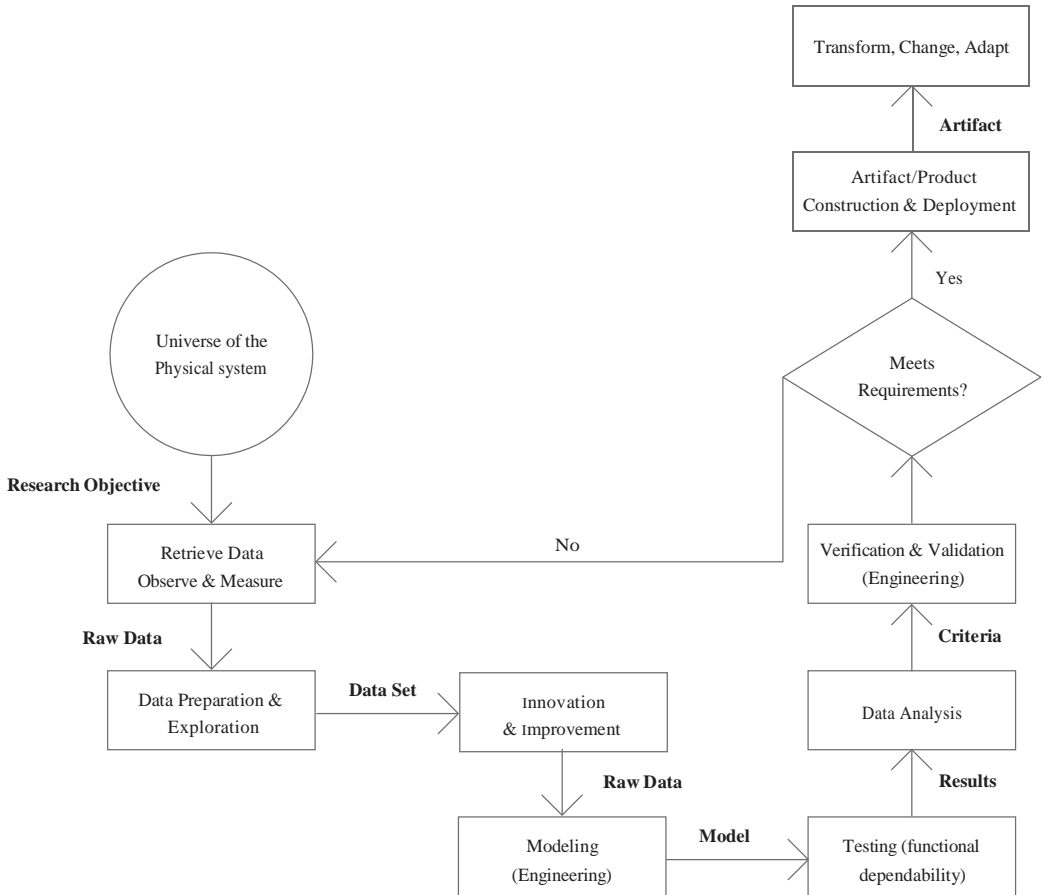 Transform, Change, Adapt
Artifact
Artifact/Product
Construction & Deployment
Yes
Universe of the
Physical system
Meets
Requirements?
Research Objective
Retrieve Data
Observe & Measure
No
Verification & Validation
(Engineering)
Raw Data
Criteria
Data Preparation &
Exploration
Data Set
Innovation
& Improvement
Data Analysis
Raw Data
Results
Modeling
(Engineering)
Model
Testing (functional
dependability)